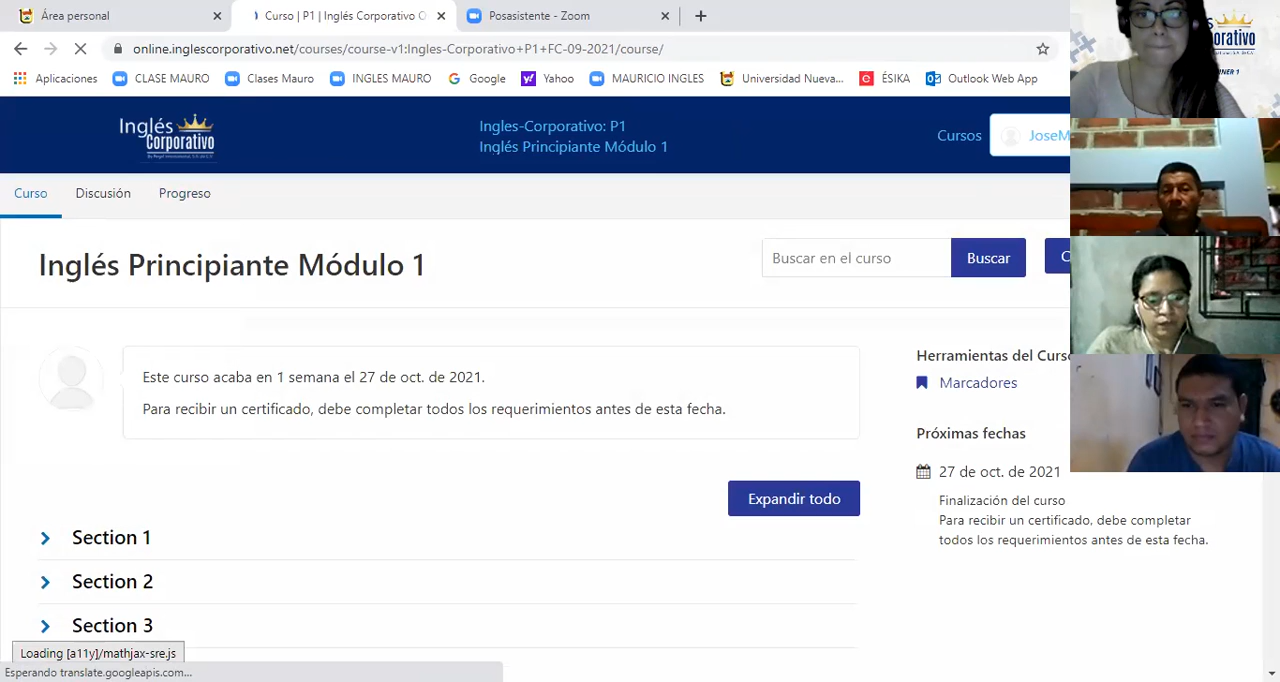 Área personal
Curso | P1 | Inglés Corporativo O
Posasistente - Zoom
online.inglescorporativo.net/courses/course-v1:Ingles-Corporativo+P1+FC-09-2021/course/
Aplicaciones
CLASE MAURO
Clases Mauro
INGLES MAURO
Google
Yahoo
MAURICIO INGLES
Universidad Nueva...
ÉSIKA
Outlook Web App
Inglés
Corporativo
Ingles-Corporativo: P1
Inglés Principiante Módulo 1
Cursos
JoseM
Curso
Discusión
Progreso
Inglés Principiante Módulo 1
Buscar en el curso
Buscar
C
Este curso acaba en 1 semana el 27 de oct. de 2021.
Para recibir un certificado, debe completar todos los requerimientos antes de esta fecha.
Expandir todo
Section 1
Section 2
Section 3
Herramientas del Curso
Marcadores
Próximas fechas
27 de oct. de 2021
Finalización del curso
Para recibir un certificado, debe completar
todos los requerimientos antes de esta fecha.
Loading [a11y]/mathjax-sre.js
Esperando translate.googleapis.com...